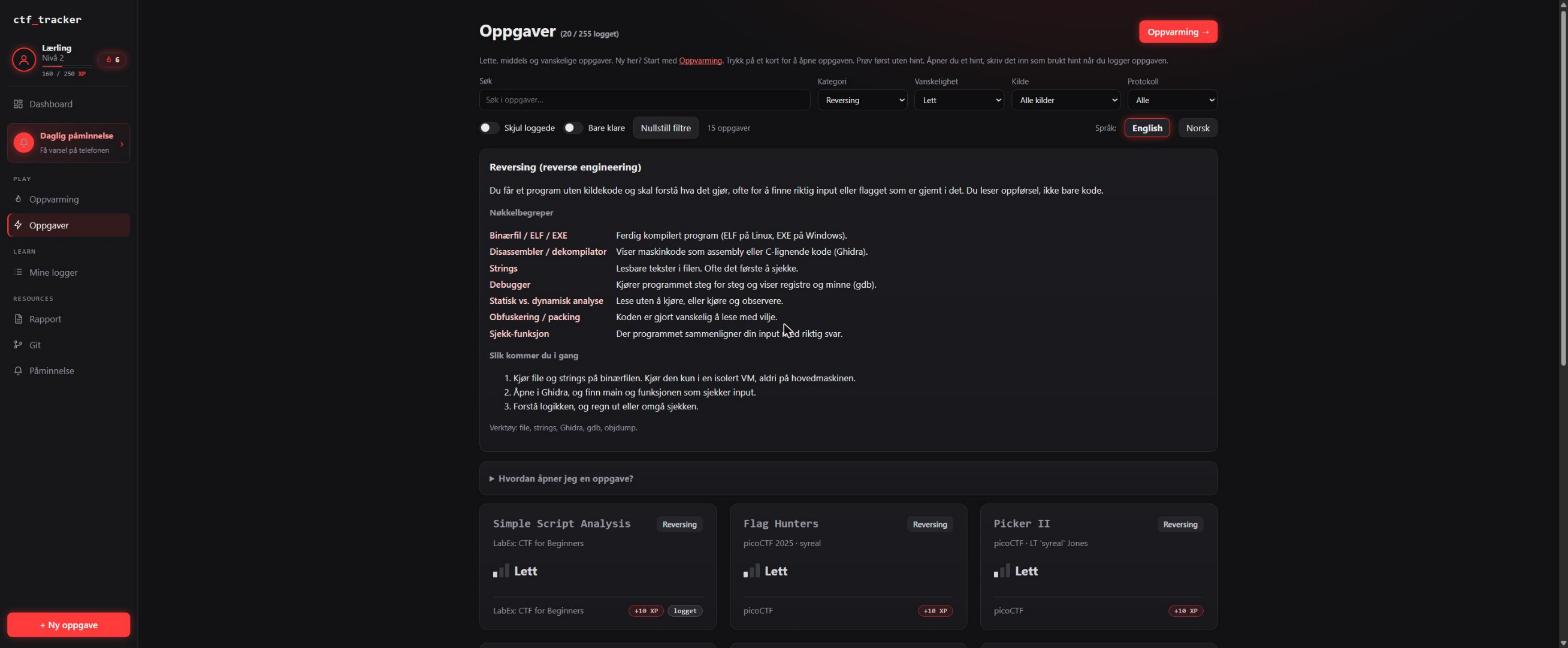 ctf_tracker
Lærling
Nivå 2
160 / 250 XP
6
Dashboard
Daglig påminnelse
Få varsel på telefonen
PLAY
Oppvarming
Oppgaver
LEARN
Mine logger
RESOURCES
Rapport
Git
Påminnelse
+ Ny oppgave
Oppgaver (20 / 255 logget)
Oppvarming →
Lette, middels og vanskelige oppgaver. Ny her? Start med Oppvarming. Trykk på et kort for å åpne oppgaven. Prøv først uten hint. Åpner du et hint, skriv det inn som brukt hint når du logger oppgaven.
Søk
Kategori
Vanskelighet
Kilde
Protokoll
Søk i oppgaver...
Reversing
Lett
Alle kilder
Alle
Skjul loggede
Bare klare
Nullstill filtre
15 oppgaver
Språk:
English
Norsk
Reversing (reverse engineering)
Du får et program uten kildekode og skal forstå hva det gjør, ofte for å finne riktig input eller flagget som er gjemt i det. Du leser oppførsel, ikke bare kode.
Nøkkelbegreper
Binærfil / ELF / EXE Ferdig kompilert program (ELF på Linux, EXE på Windows).
Disassembler / dekompilator Viser maskinkode som assembly eller C-lignende kode (Ghidra).
Strings Lesbare tekster i filen. Ofte det første å sjekke.
Debugger Kjører programmet steg for steg og viser registre og minne (gdb).
Statisk vs. dynamisk analyse Lese uten å kjøre, eller kjøre og observere.
Obfuskering / packing Koden er gjort vanskelig å lese med vilje.
Sjekk-funksjon Der programmet sammenligner din input med riktig svar.
Slik kommer du i gang
1. Kjør file og strings på binærfilen. Kjør den kun i en isolert VM, aldri på hovedmaskinen.
2. Åpne i Ghidra, og finn main og funksjonen som sjekker input.
3. Forstå logikken, og regn ut eller omgå sjekken.
Verktøy: file, strings, Ghidra, gdb, objdump.
Hvordan åpner jeg en oppgave?
Simple Script Analysis
Reversing
LabEx: CTF for Beginners
Lett
LabEx: CTF for Beginners
+10 XP
logget
Flag Hunters
Reversing
picoCTF 2025 · syreal
Lett
picoCTF
+10 XP
Picker II
Reversing
picoCTF · LT 'syreal' Jones
Lett
picoCTF
+10 XP